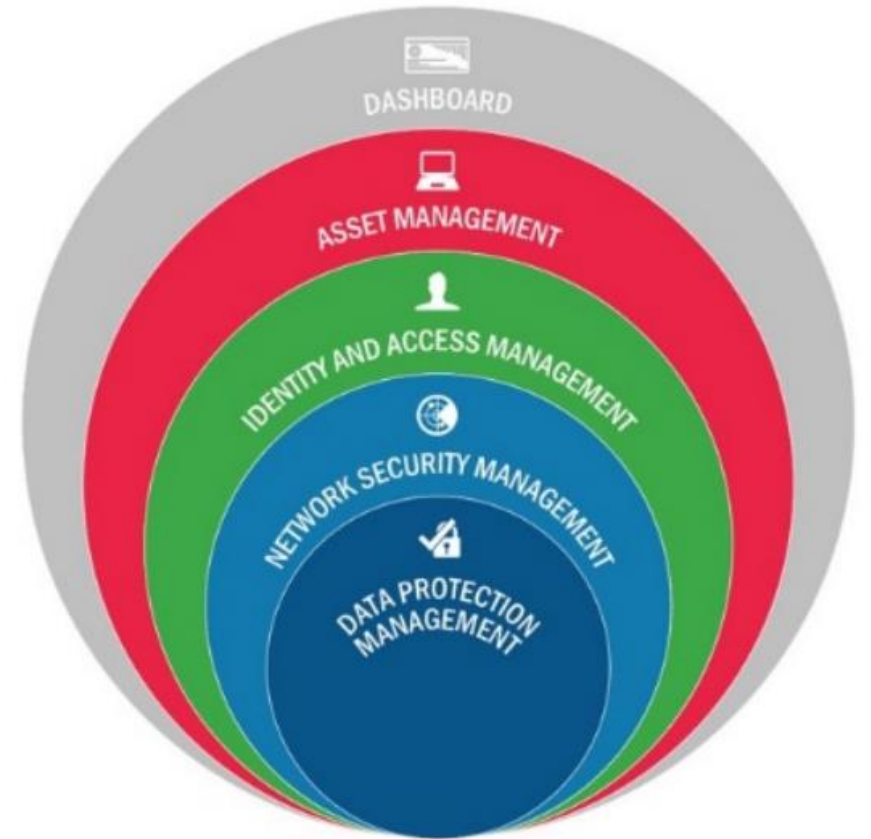 DASHBOARD
ASSET MANAGEMENT
IDENTITY AND ACCESS MANAGEMENT
NETWORK SECURITY MANAGEMENT
DATA PROTECTION
MANAGEMENT